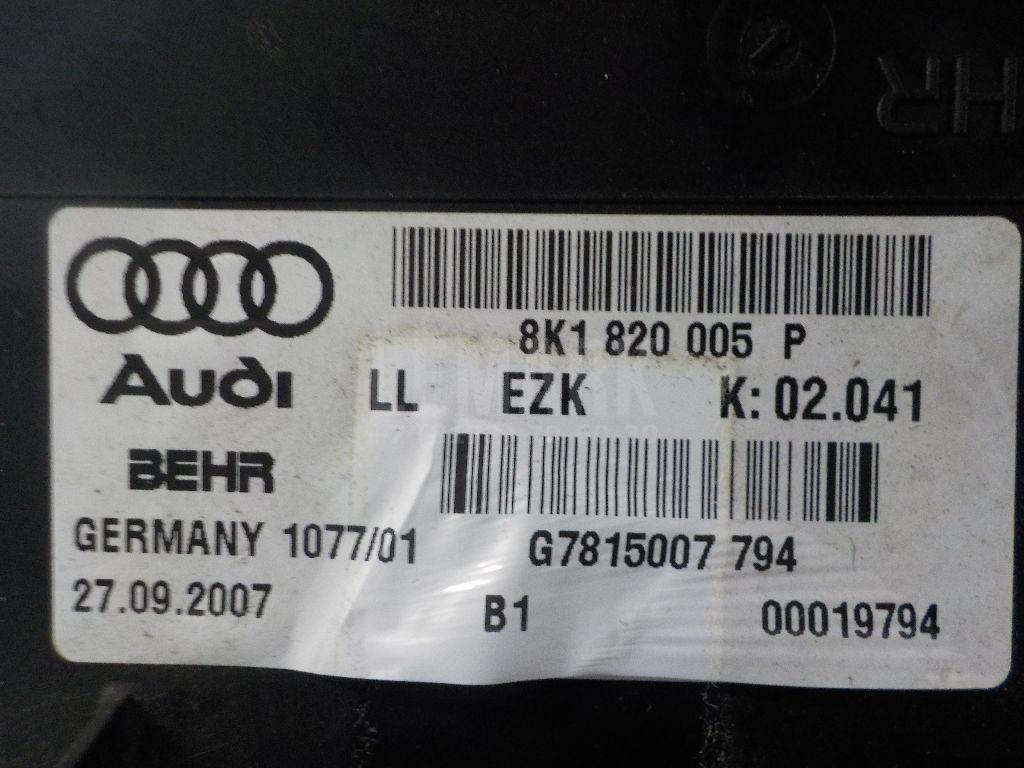 HR
8K1 820 005 P
Audi
LL EZK K: 02.041
BEHR
GERMANY 1077/01 G7815007 794
27.09.2007 B1 00019794